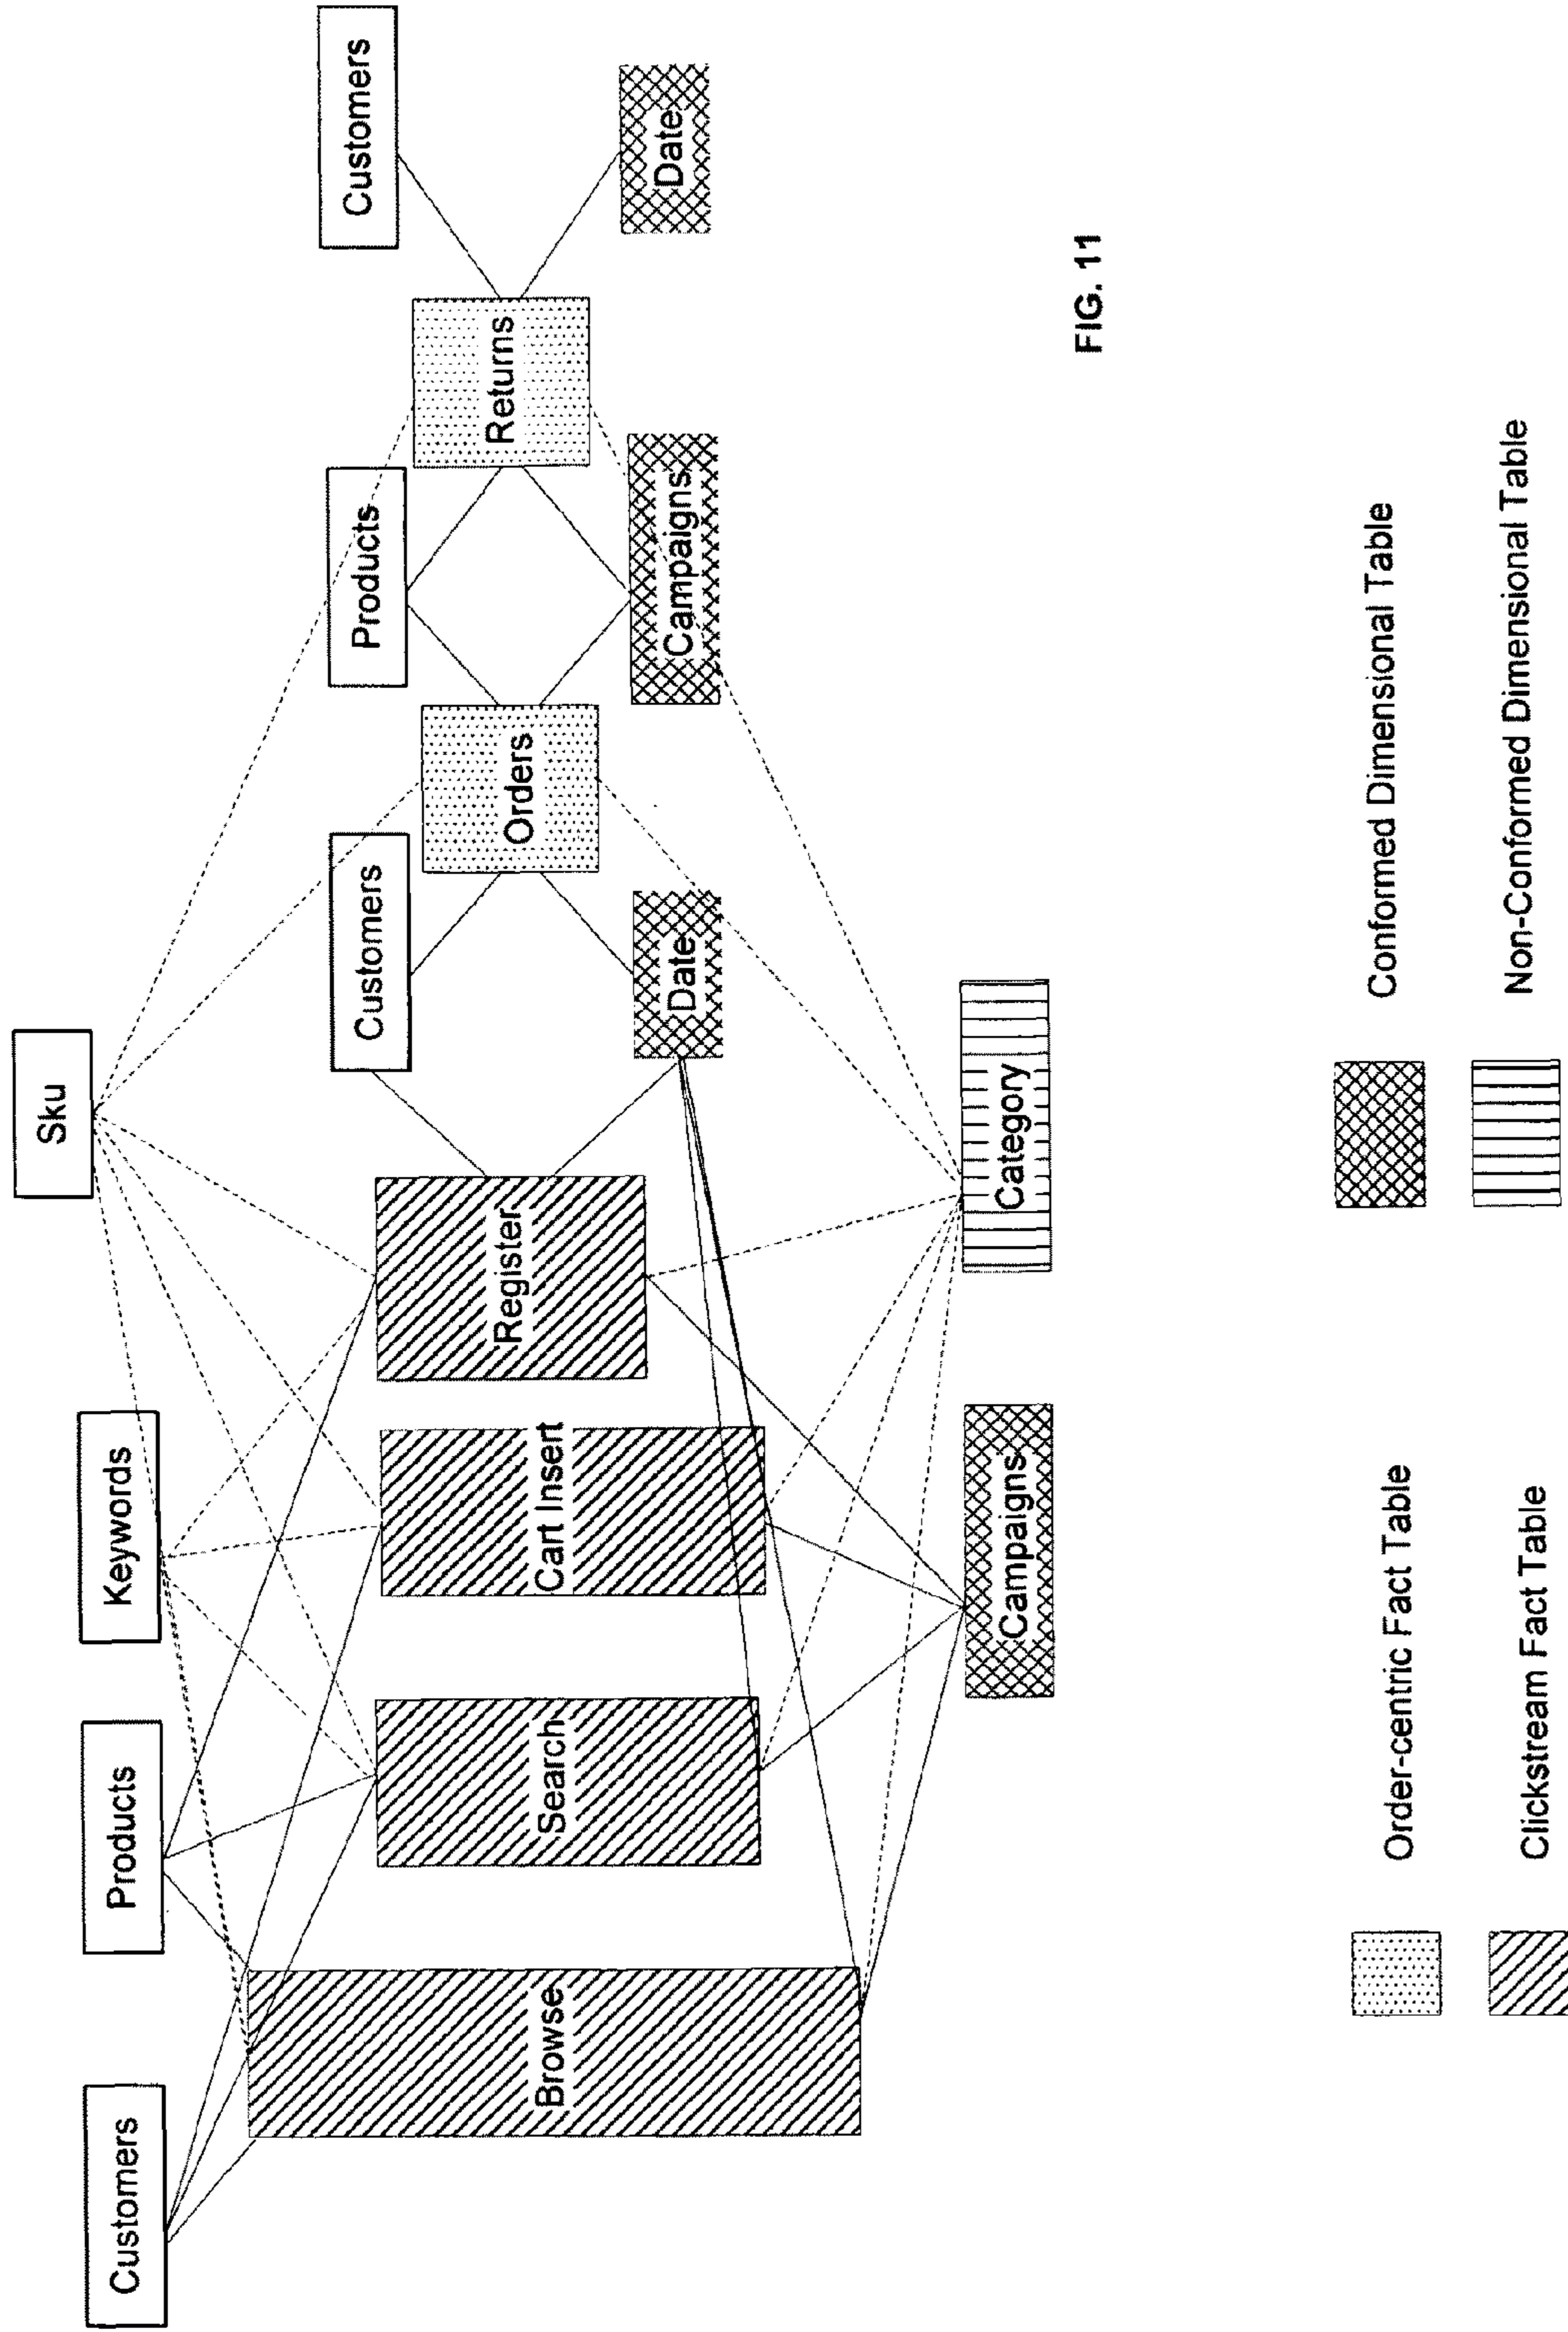 Sku
Customers
Products
Keywords
Customers
Products
Customers
Browse
Search
Cart Insert
Register
Orders
Returns
Date
Campaigns
Date
Campaigns
Category
FIG. 11
Order-centric Fact Table
Conformed Dimensional Table
Clickstream Fact Table
Non-Conformed Dimensional Table